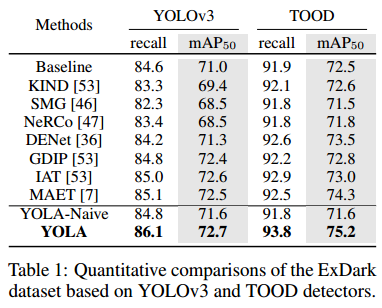 Methods YOLOv3 TOOD
recall mAP50 recall mAP50
Baseline 84.6 71.0 91.9 72.5
KIND [53] 83.3 69.4 92.1 72.6
SMG [46] 82.3 68.5 91.8 71.5
NeRCo [47] 83.4 68.5 91.8 71.8
DENet [36] 84.2 71.3 92.6 73.5
GDIP [53] 84.8 72.4 92.2 72.8
IAT [53] 85.0 72.6 92.9 73.0
MAET [7] 85.1 72.5 92.5 74.3
YOLA-Naive 84.8 71.6 91.8 71.6
YOLA 86.1 72.7 93.8 75.2
Table 1: Quantitative comparisons of the ExDark
dataset based on YOLOv3 and TOOD detectors.